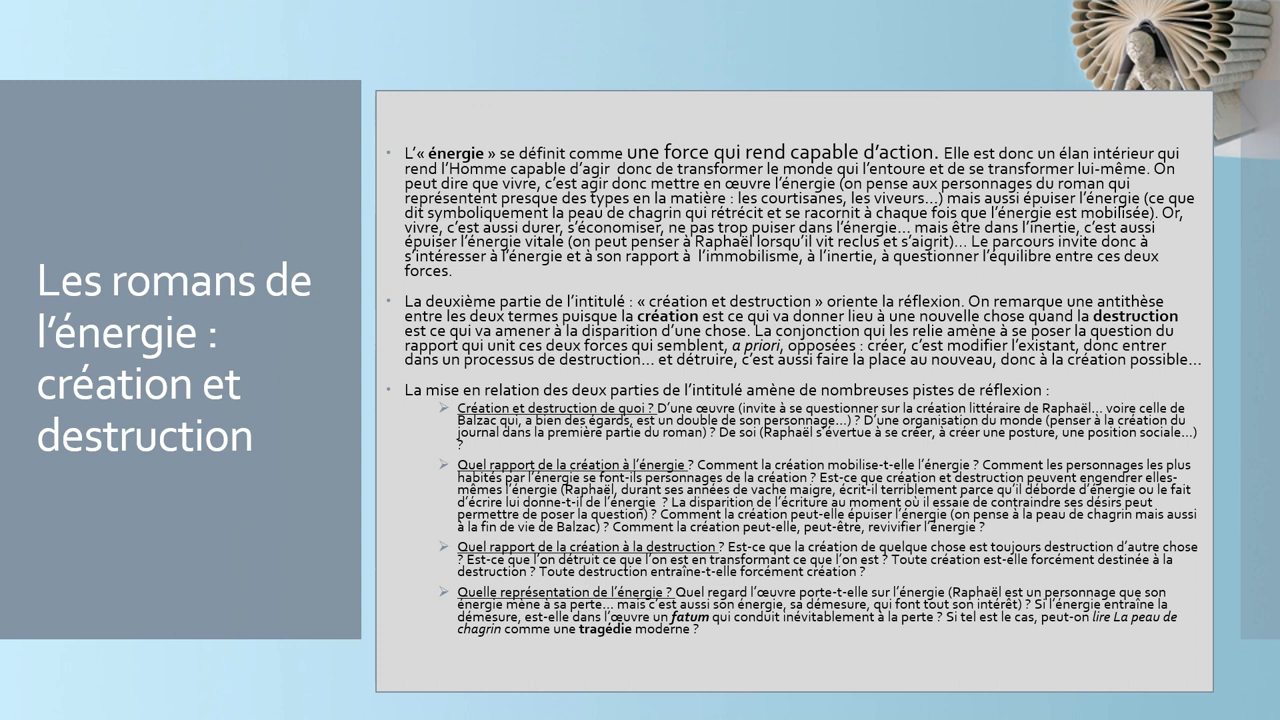 Les romans de
l’énergie :
création et
destruction
L’« énergie » se définit comme une force qui rend capable d’action. Elle est donc un élan intérieur qui
rend l’Homme capable d’agir  donc de transformer le monde qui l’entoure et de se transformer lui-même. On
peut dire que vivre, c’est agir donc mettre en œuvre l’énergie (on pense aux personnages du roman qui
représentent presque des types en la matière : les courtisanes, les viveurs…) mais aussi épuiser l’énergie (ce que
dit symboliquement la peau de chagrin qui rétrécit et se racornit à chaque fois que l’énergie est mobilisée). Or,
vivre, c’est aussi durer, s’économiser, ne pas trop puiser dans l’énergie… mais être dans l’inertie, c’est aussi
épuiser l’énergie vitale (on peut penser à Raphaël lorsqu’il vit reclus et s’aigrit)… Le parcours invite donc à
s’intéresser à l’énergie et à son rapport à  l’immobilisme, à l’inertie, à questionner l’équilibre entre ces deux
forces.
La deuxième partie de l’intitulé : « création et destruction » oriente la réflexion. On remarque une antithèse
entre les deux termes puisque la création est ce qui va donner lieu à une nouvelle chose quand la destruction
est ce qui va amener à la disparition d’une chose. La conjonction qui les relie amène à se poser la question du
rapport qui unit ces deux forces qui semblent, a priori, opposées : créer, c’est modifier l’existant, donc entrer
dans un processus de destruction… et détruire, c’est aussi faire la place au nouveau, donc à la création possible…
La mise en relation des deux parties de l’intitulé amène de nombreuses pistes de réflexion :
Création et destruction de quoi ? D’une œuvre (invite à se questionner sur la création littéraire de Raphaël… voire celle de
Balzac qui, a bien des égards, est un double de son personnage…) ? D’une organisation du monde (penser à la création du
journal dans la première partie du roman) ? De soi (Raphaël s’évertue à se créer, à créer une posture, une position sociale…)
?
Quel rapport de la création à l’énergie ? Comment la création mobilise-t-elle l’énergie ? Comment les personnages les plus
habités par l’énergie se font-ils personnages de la création ? Est-ce que création et destruction peuvent engendrer elles-
mêmes l’énergie (Raphaël, durant ses années de vache maigre, écrit-il terriblement parce qu’il déborde d’énergie ou le fait
d’écrire lui donne-t-il de l’énergie  ? La disparition de l’écriture au moment où il essaie de contraindre ses désirs peut
permettre de poser la question) ? Comment la création peut-elle épuiser l’énergie (on pense à la peau de chagrin mais aussi
à la fin de vie de Balzac) ? Comment la création peut-elle, peut-être, revivifier l’énergie ?
Quel rapport de la création à la destruction ? Est-ce que la création de quelque chose est toujours destruction d’autre chose
? Est-ce que l’on détruit ce que l’on est en transformant ce que l’on est ? Toute création est-elle forcément destinée à la
destruction ? Toute destruction entraîne-t-elle forcément création ?
Quelle représentation de l’énergie ? Quel regard l’œuvre porte-t-elle sur l’énergie (Raphaël est un personnage que son
énergie mène à sa perte… mais c’est aussi son énergie, sa démesure, qui font tout son intérêt) ? Si l’énergie entraîne la
démesure, est-elle dans l’œuvre un fatum qui conduit inévitablement à la perte ? Si tel est le cas, peut-on lire La peau de
chagrin comme une tragédie moderne ?